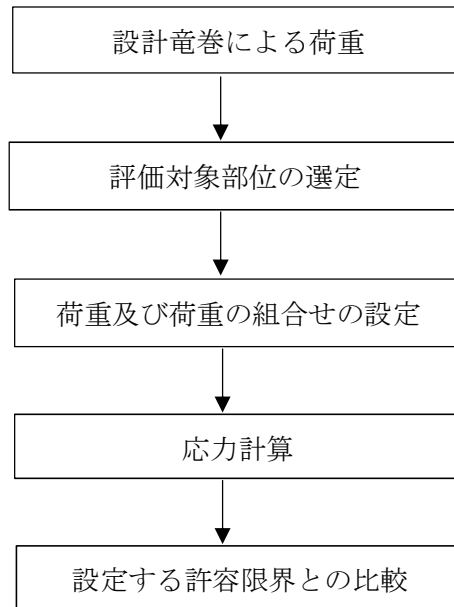 設計竜巻による荷重
評価対象部位の選定
荷重及び荷重の組合せの設定
応力計算
設定する許容限界との比較